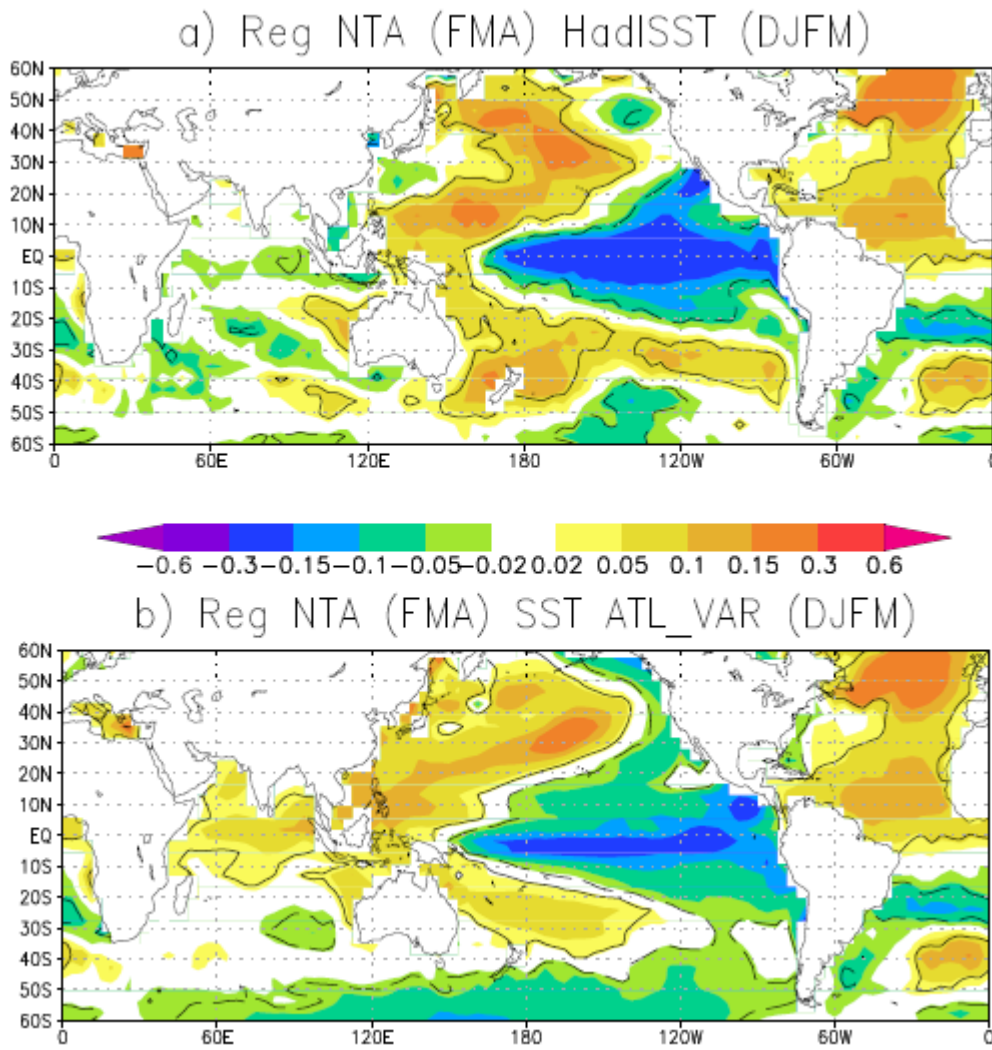 a) Reg NTA (FMA) HadISST (DJFM)
60N
50N
40N
30N
20N
10N
EQ
10S
20S
30S
40S
50S
60S
0 60E 120E 180 120W 60W 0
-0.6 -0.3 -0.15 -0.1 -0.05 -0.02 0.02 0.05 0.1 0.15 0.3 0.6
b) Reg NTA (FMA) SST ATL_VAR (DJFM)
60N
50N
40N
30N
20N
10N
EQ
10S
20S
30S
40S
50S
60S
0 60E 120E 180 120W 60W 0